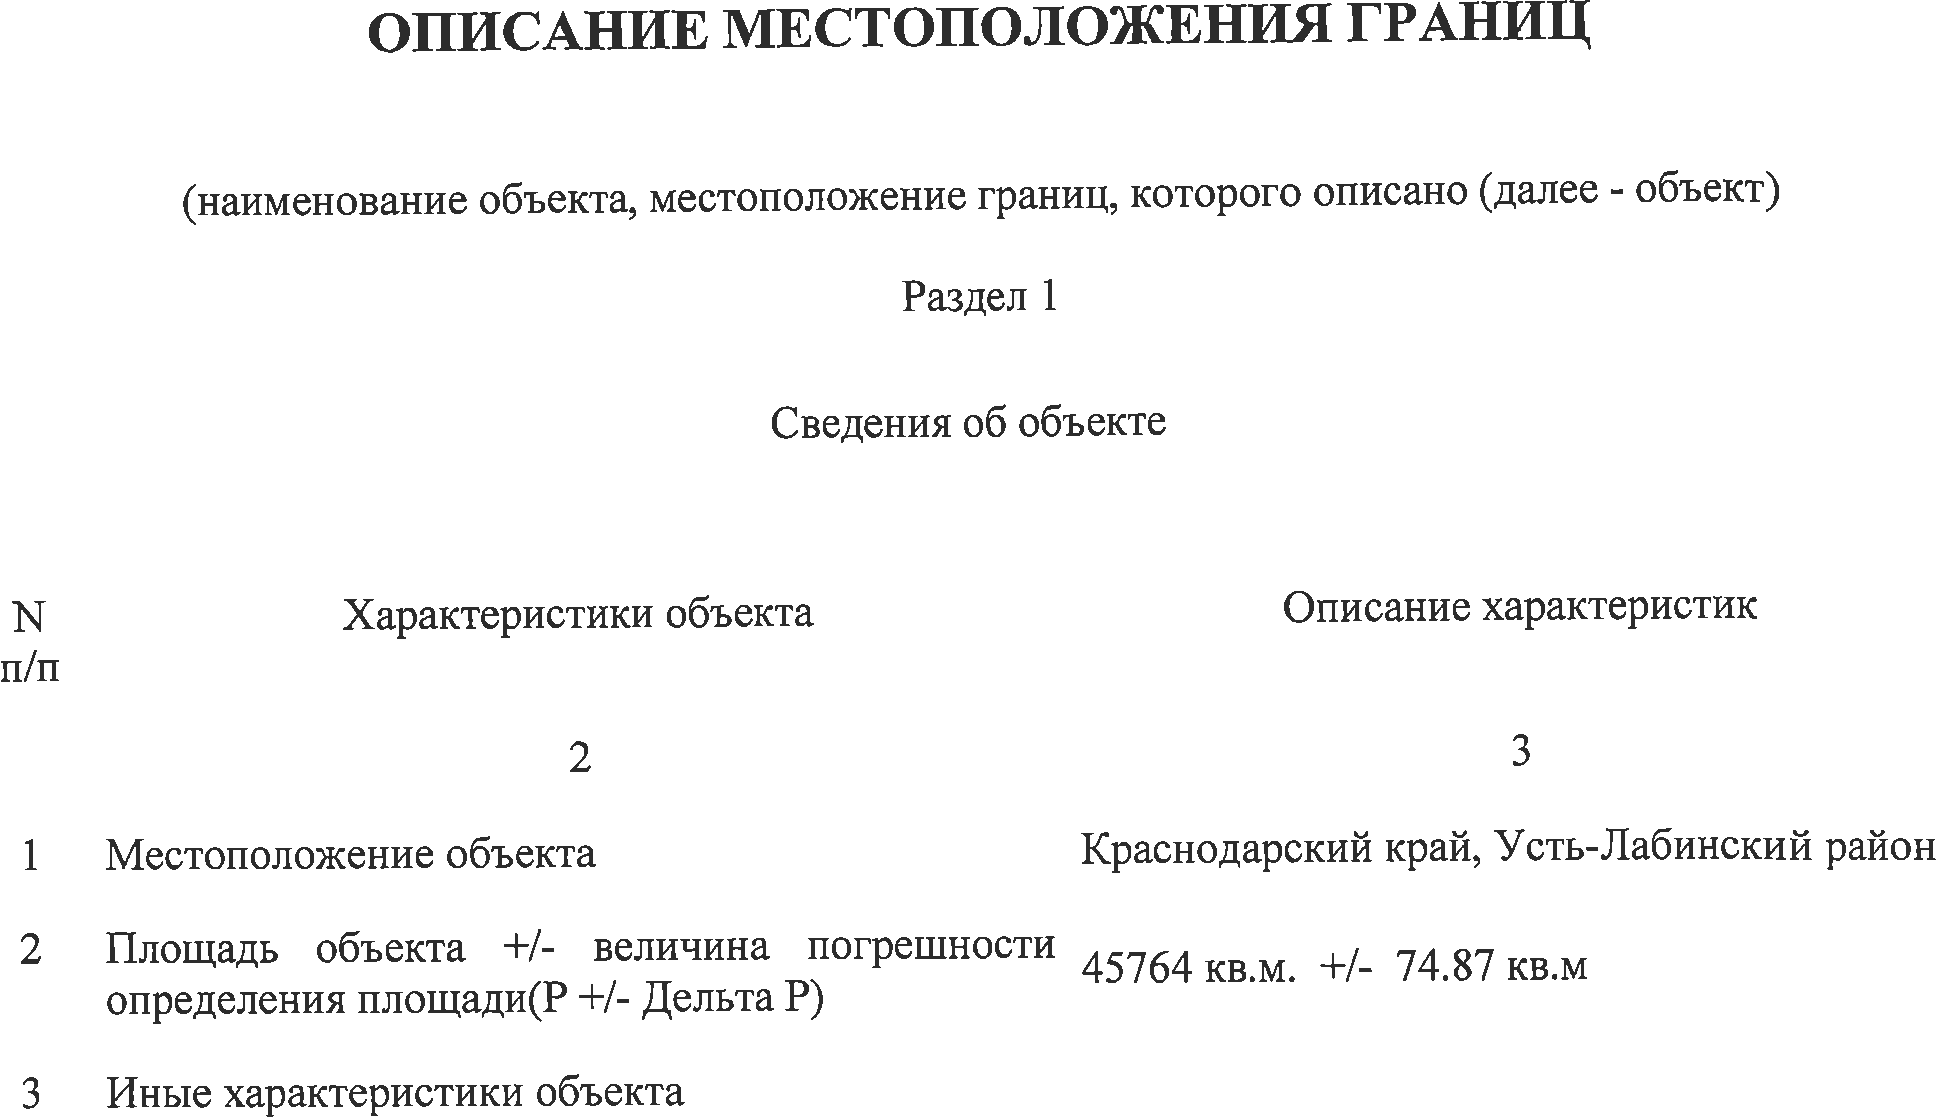 ОПИСАНИЕ МЕСТОПОЛОЖЕНИЯ ГРАНИЦ
(наименование объекта, местоположение границ, которого описано (далее - объект)
Раздел 1
Сведения об объекте
N
п/п
Характеристики объекта
Описание характеристик
2
3
1 Местоположение объекта
Краснодарский край, Усть-Лабинский район
2 Площадь объекта +/- величина погрешности
определения площади(Р +/- Дельта Р)
45764 кв.м. +/- 74.87 кв.м
3 Иные характеристики объекта